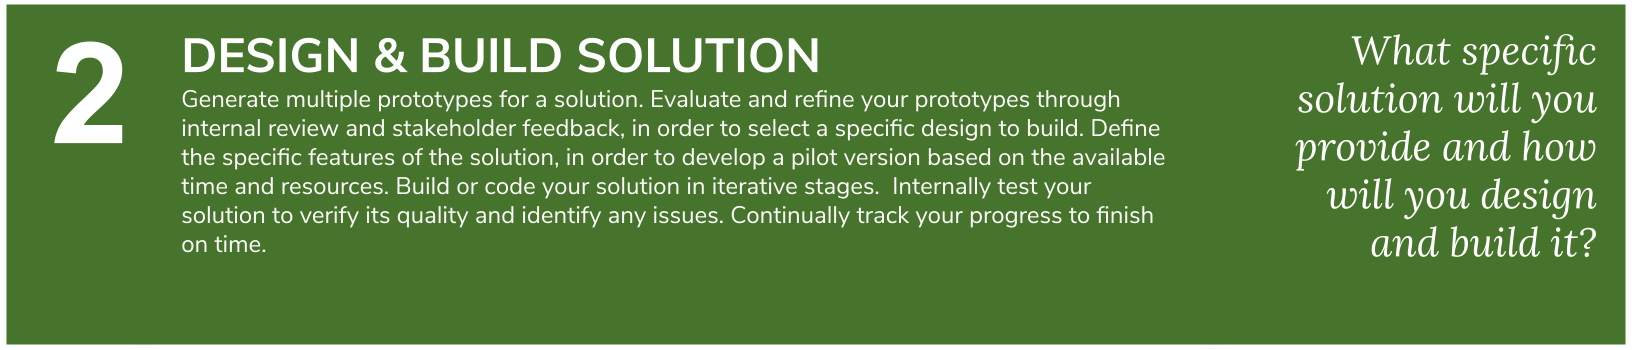 2
DESIGN & BUILD SOLUTION
Generate multiple prototypes for a solution. Evaluate and refine your prototypes through
internal review and stakeholder feedback, in order to select a specific design to build. Define
the specific features of the solution, in order to develop a pilot version based on the available
time and resources. Build or code your solution in iterative stages.  Internally test your
solution to verify its quality and identify any issues. Continually track your progress to finish
on time.
What specific
solution will you
provide and how
will you design
and build it?